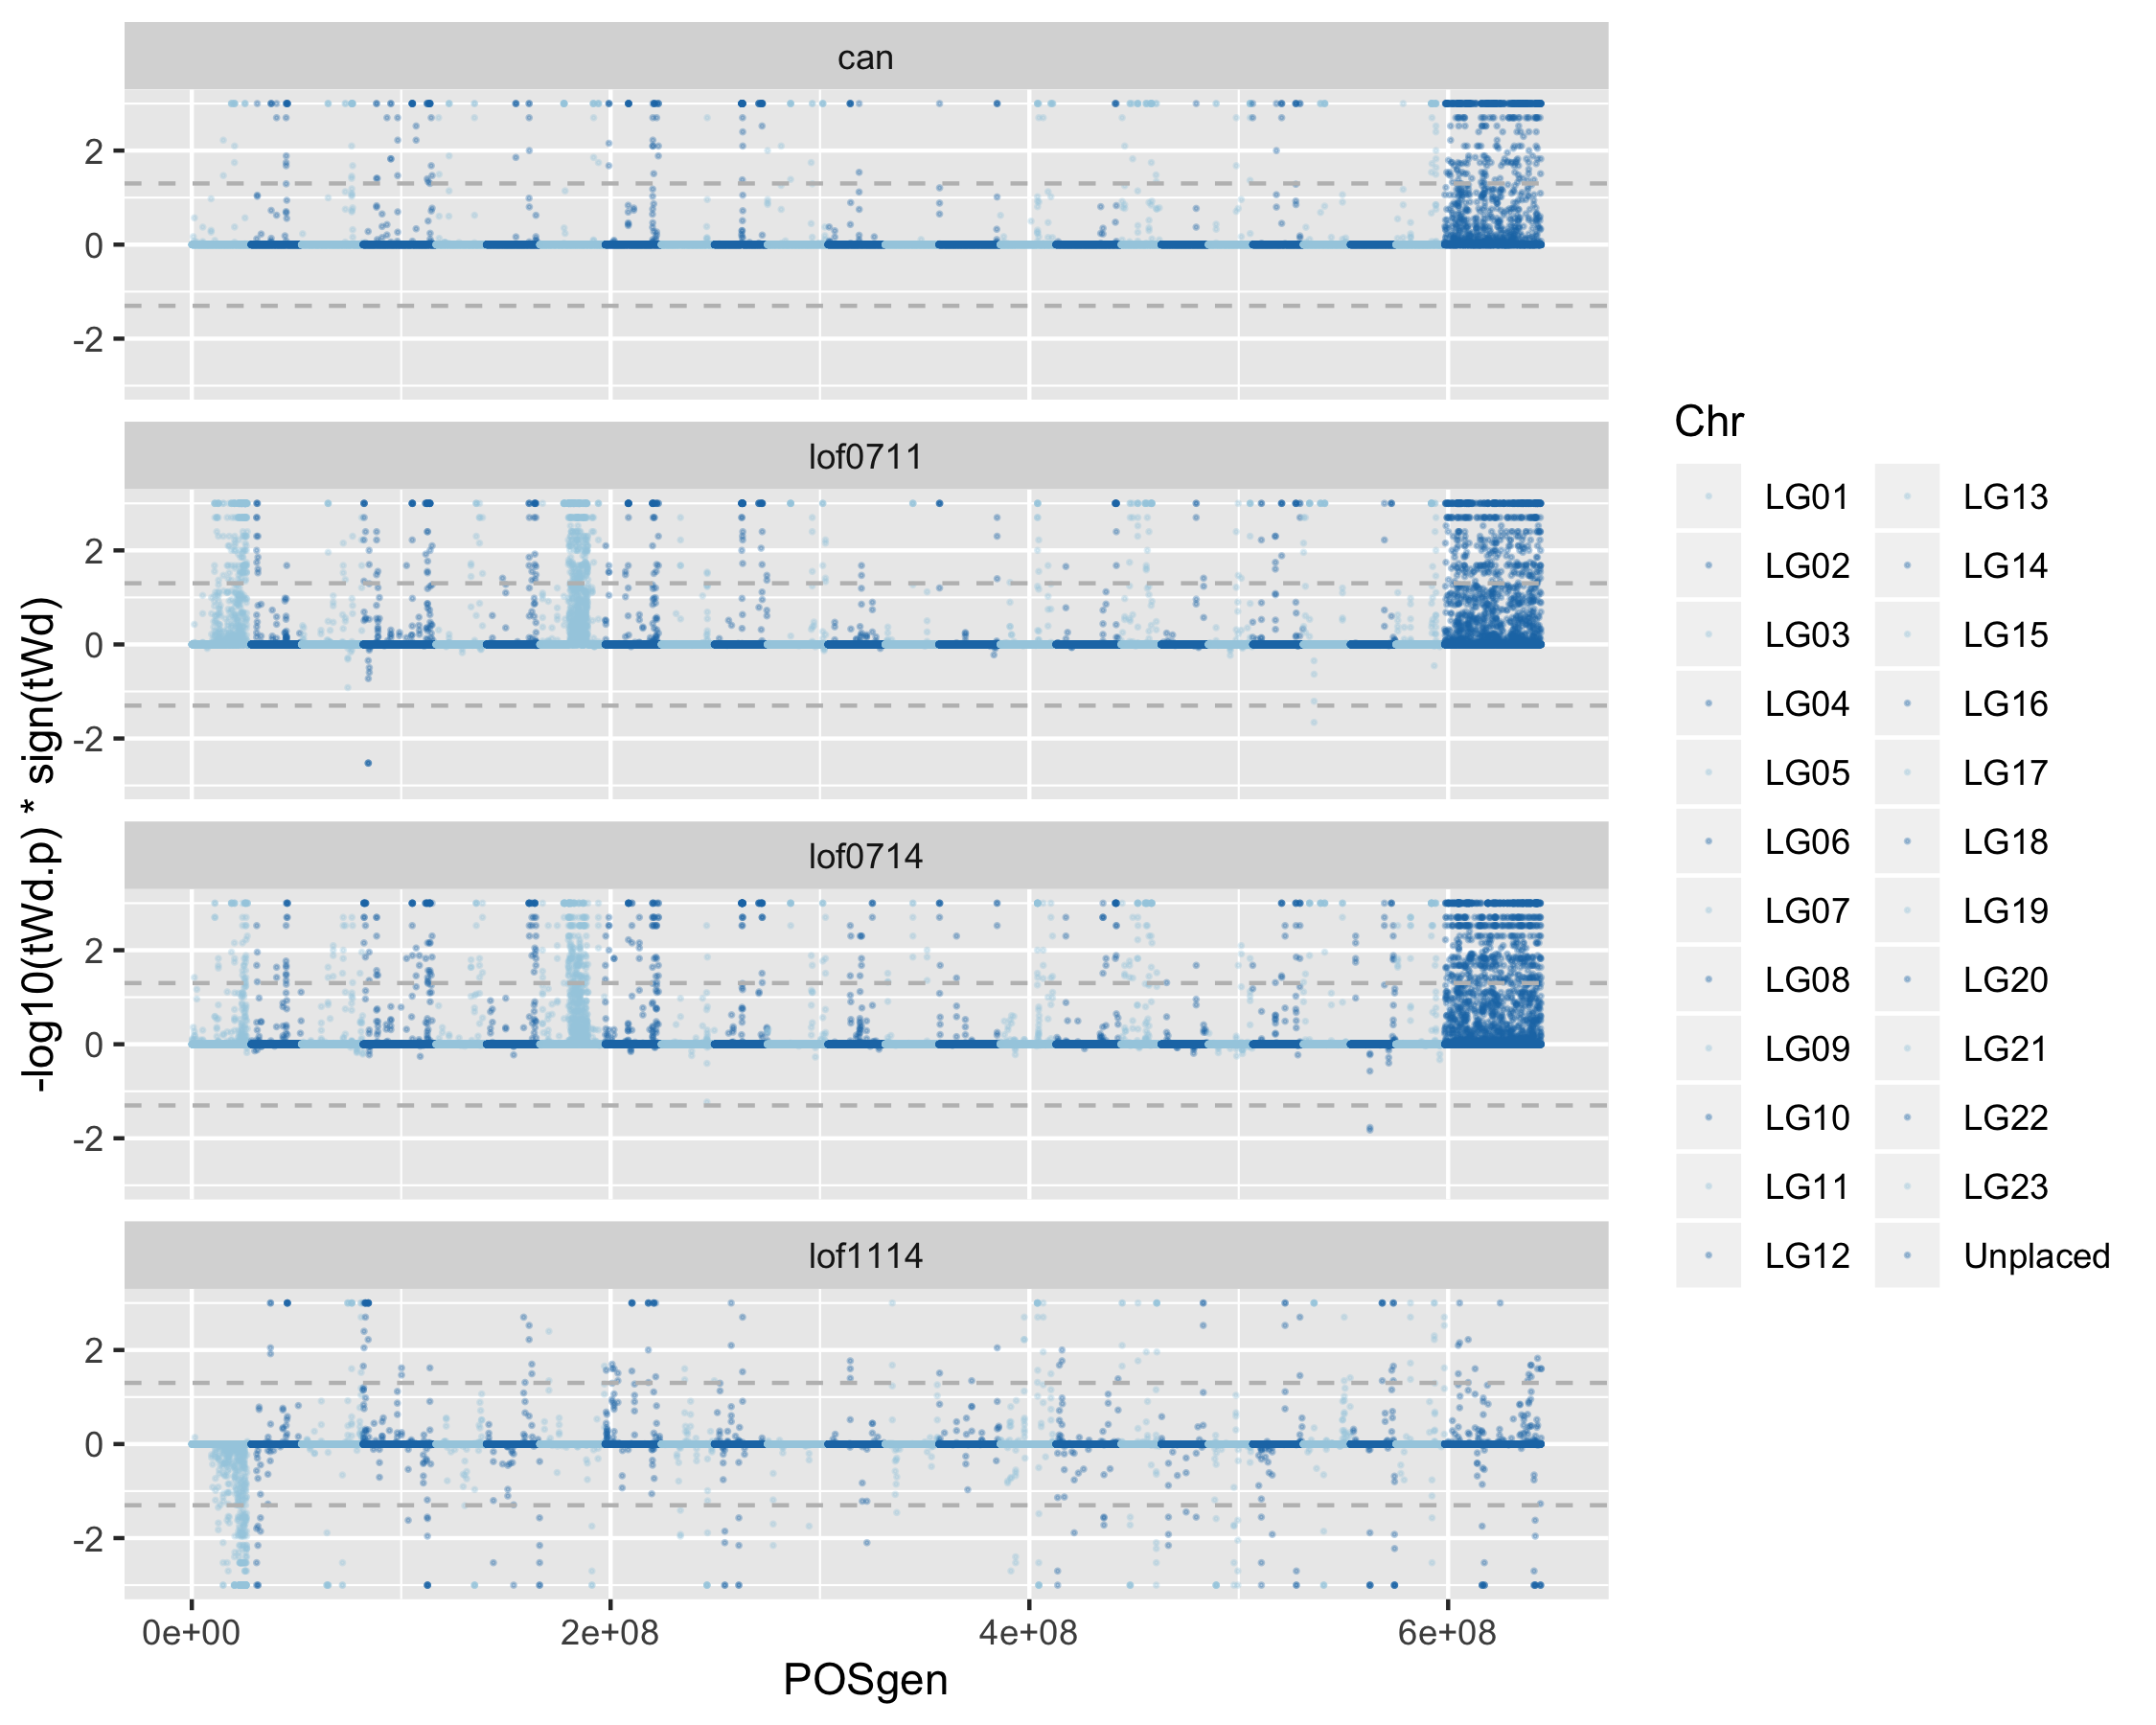 can
2
0
-2
lof0711
2
0
-2
lof0714
2
0
-2
lof1114
2
0
-2
0e+00 2e+08 4e+08 6e+08
POSgen
-log10(tWd.p) * sign(tWd)
Chr
LG01 LG13
LG02 LG14
LG03 LG15
LG04 LG16
LG05 LG17
LG06 LG18
LG07 LG19
LG08 LG20
LG09 LG21
LG10 LG22
LG11 LG23
LG12 Unplaced